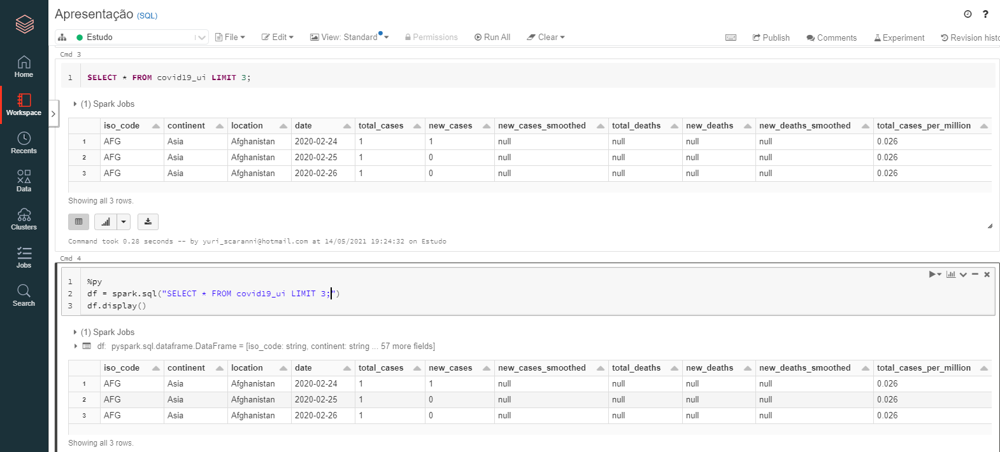 Apresentação (SQL)
?
Estudo
File
Edit
View: Standard
Permissions
Run All
Clear
Publish
Comments
Experiment
Revision
Home
Workspace
Recents
Data
Clusters
Jobs
Search
Cmd 3
1 SELECT * FROM covid19_ui LIMIT 3;
(1) Spark Jobs
iso_code continent location date total_cases new_cases new_cases_smoothed total_deaths new_deaths new_deaths_smoothed total_cases_per_million
1 AFG Asia Afghanistan 2020-02-24 1 1 null null null null 0.026
2 AFG Asia Afghanistan 2020-02-25 1 0 null null null null 0.026
3 AFG Asia Afghanistan 2020-02-26 1 0 null null null null 0.026
Showing all 3 rows.
Command took 0.28 seconds -- by yuri_scaranni@hotmail.com at 14/05/2021 19:24:32 on Estudo
Cmd 4
1 %py
2 df = spark.sql("SELECT * FROM covid19_ui LIMIT 3;")
3 df.display()
(1) Spark Jobs
df: pyspark.sql.dataframe.DataFrame = [iso_code: string, continent: string ... 57 more fields]
iso_code continent location date total_cases new_cases new_cases_smoothed total_deaths new_deaths new_deaths_smoothed total_cases_per_million
1 AFG Asia Afghanistan 2020-02-24 1 1 null null null null 0.026
2 AFG Asia Afghanistan 2020-02-25 1 0 null null null null 0.026
3 AFG Asia Afghanistan 2020-02-26 1 0 null null null null 0.026
Showing all 3 rows.